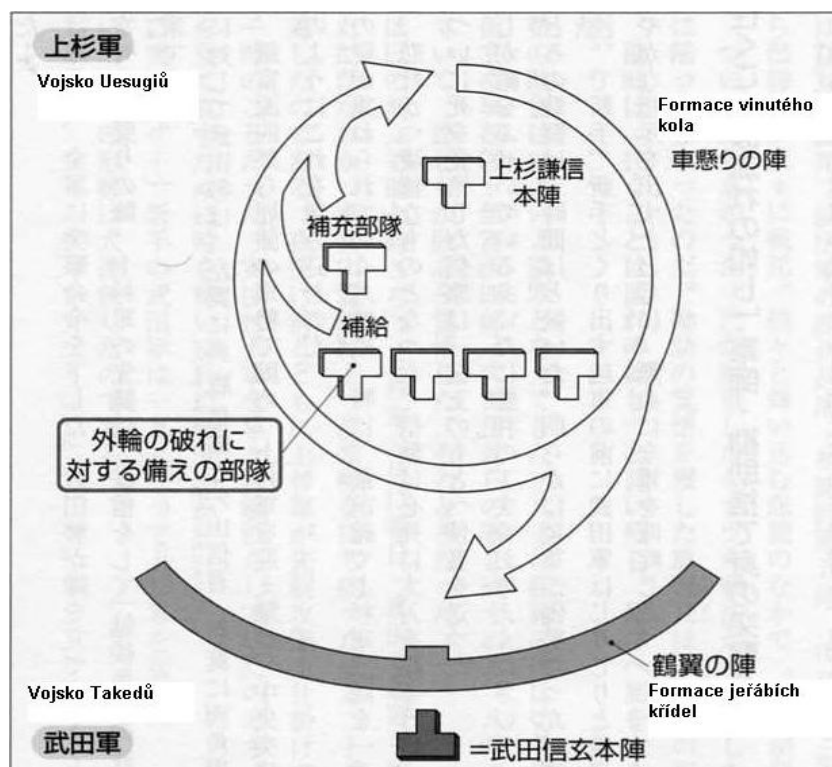 上杉軍
Vojsko Uesugiů
Formace vinutého
kola
車懸りの陣
上杉謙信
本陣
補充部隊
補給
外輪の破れに
対する備えの部隊
鶴翼の陣
Formace jeřábích
křídel
Vojsko Takedů
武田軍
=武田信玄本陣